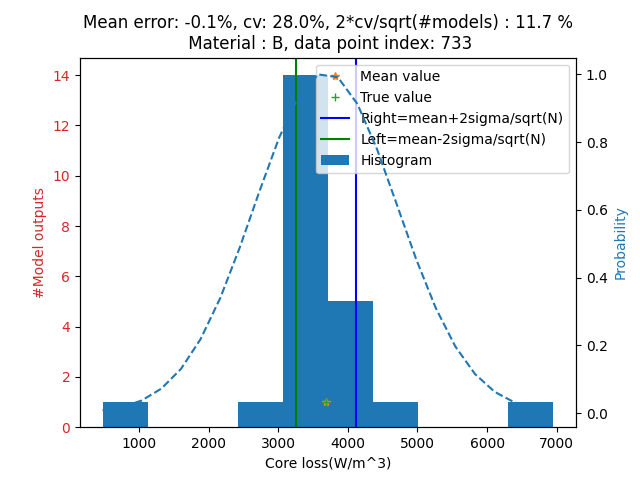 Mean error: -0.1%, cv: 28.0%, 2*cv/sqrt(#models) : 11.7 %
Material : B, data point index: 733
#Model outputs
14
12
10
8
6
4
2
0
Mean value
True value
Right=mean+2sigma/sqrt(N)
Left=mean-2sigma/sqrt(N)
Histogram
1.0
0.8
0.6
0.4
0.2
0.0
Probability
1000 2000 3000 4000 5000 6000 7000
Core loss(W/m^3)